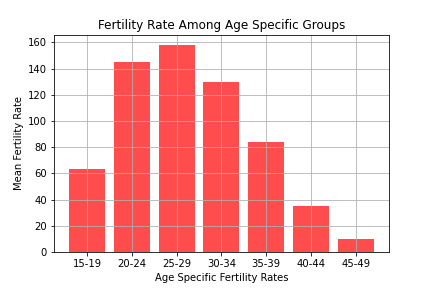 Fertility Rate Among Age Specific Groups
160
140
120
100
80
60
40
20
0
Mean Fertility Rate
15-19 20-24 25-29 30-34 35-39 40-44 45-49
Age Specific Fertility Rates